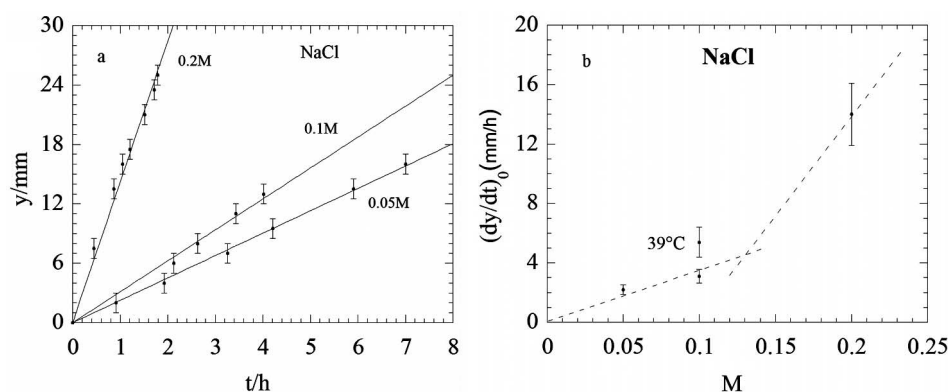 a
NaCl
0.2M
0.1M
0.05M
y/mm
30
24
18
12
6
0
0 1 2 3 4 5 6 7 8
t/h
b
NaCl
39°C
(dy/dt)0 (mm/h)
20
16
12
8
4
0
0 0.05 0.1 0.15 0.2 0.25
M